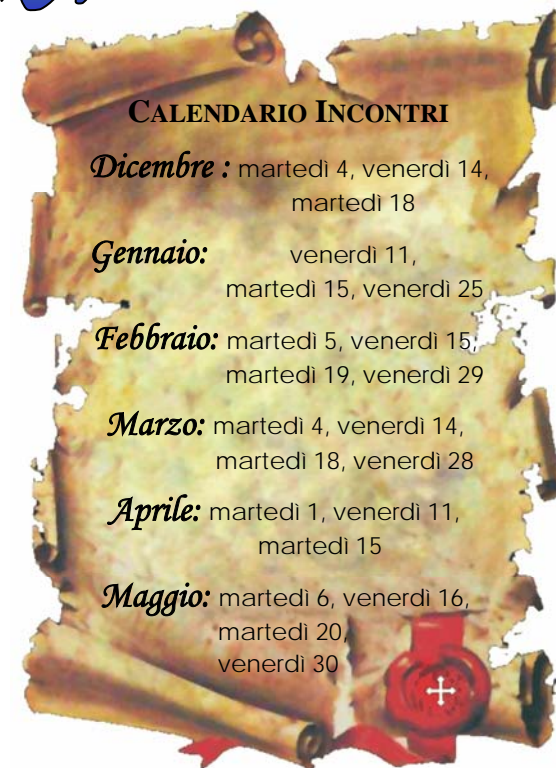 CALENDARIO INCONTRI
Dicembre : martedì 4, venerdì 14,
martedì 18
Gennaio: venerdì 11,
martedì 15, venerdì 25
Febbraio: martedì 5, venerdì 15,
martedì 19, venerdì 29
Marzo: martedì 4, venerdì 14,
martedì 18, venerdì 28
Aprile: martedì 1, venerdì 11,
martedì 15
Maggio: martedì 6, venerdì 16,
martedì 20,
venerdì 30